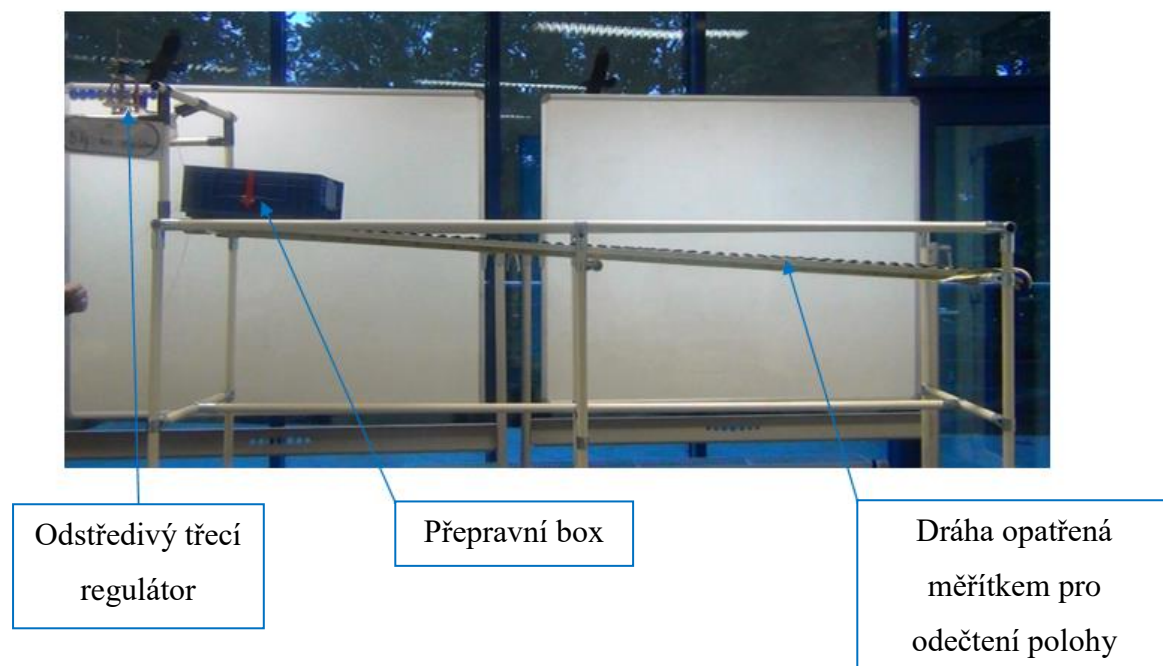 Odstředivý třecí
regulátor
Přepravní box
Dráha opatřená
měřítkem pro
odečtení polohy